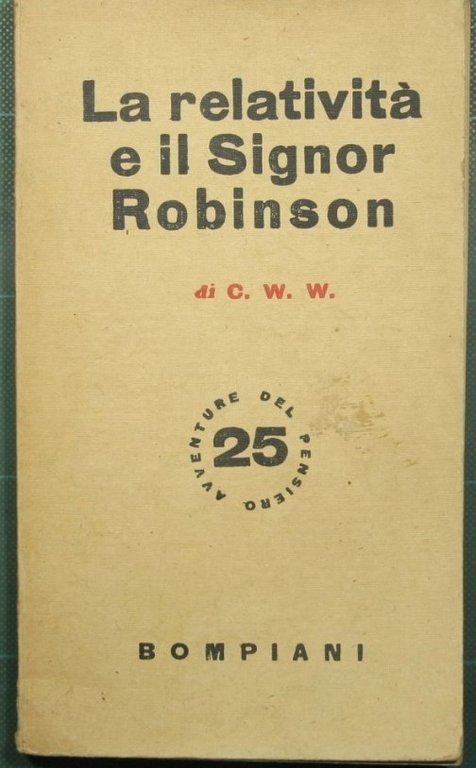 La relatività
e il Signor
Robinson
di C. W. W.
AVVENTURE DEL PENSIERO
25
BOMPIANI